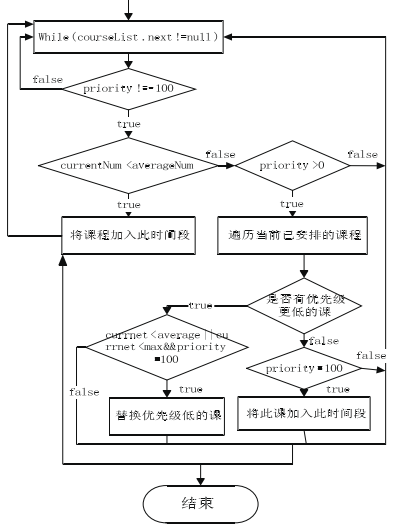 While(courseList.next!=null)
false
priority !=-100
true
currentNum <averageNum
false
priority >0
false
true
true
将课程加入此时间段
遍历当前已安排的课程
是否有优先级
更低的课
true
currnet <average || cu
rrnet <max&&priority
=100
false
false
priority =100
false
true
true
替换优先级低的课
将此课加入此时间段
结束